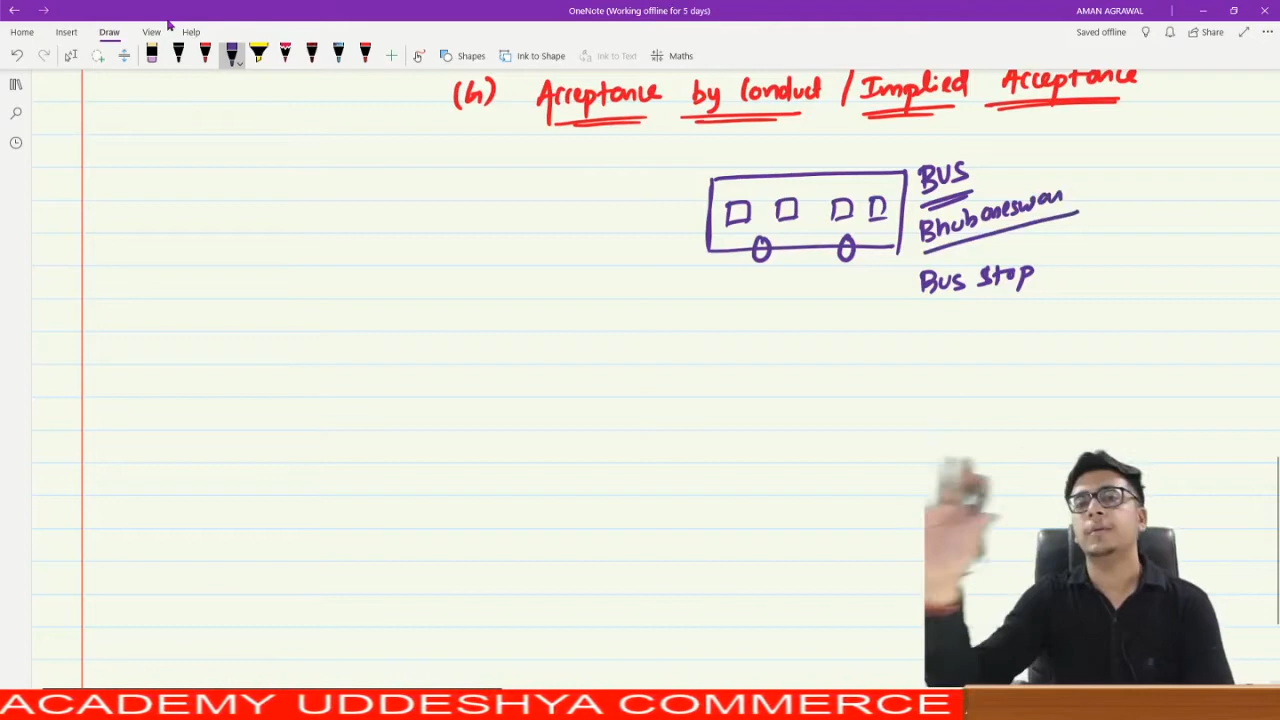 OneNote (Working offline for 5 days)
AMAN AGRAWAL
Home Insert Draw View Help
Saved offline Share
Shapes Ink to Shape Ink to Text Maths
(h) Acceptance by Conduct / Implied Acceptance
BUS
Bhubaneswar
Bus Stop
ACADEMY UDDESHYA COMMERCE